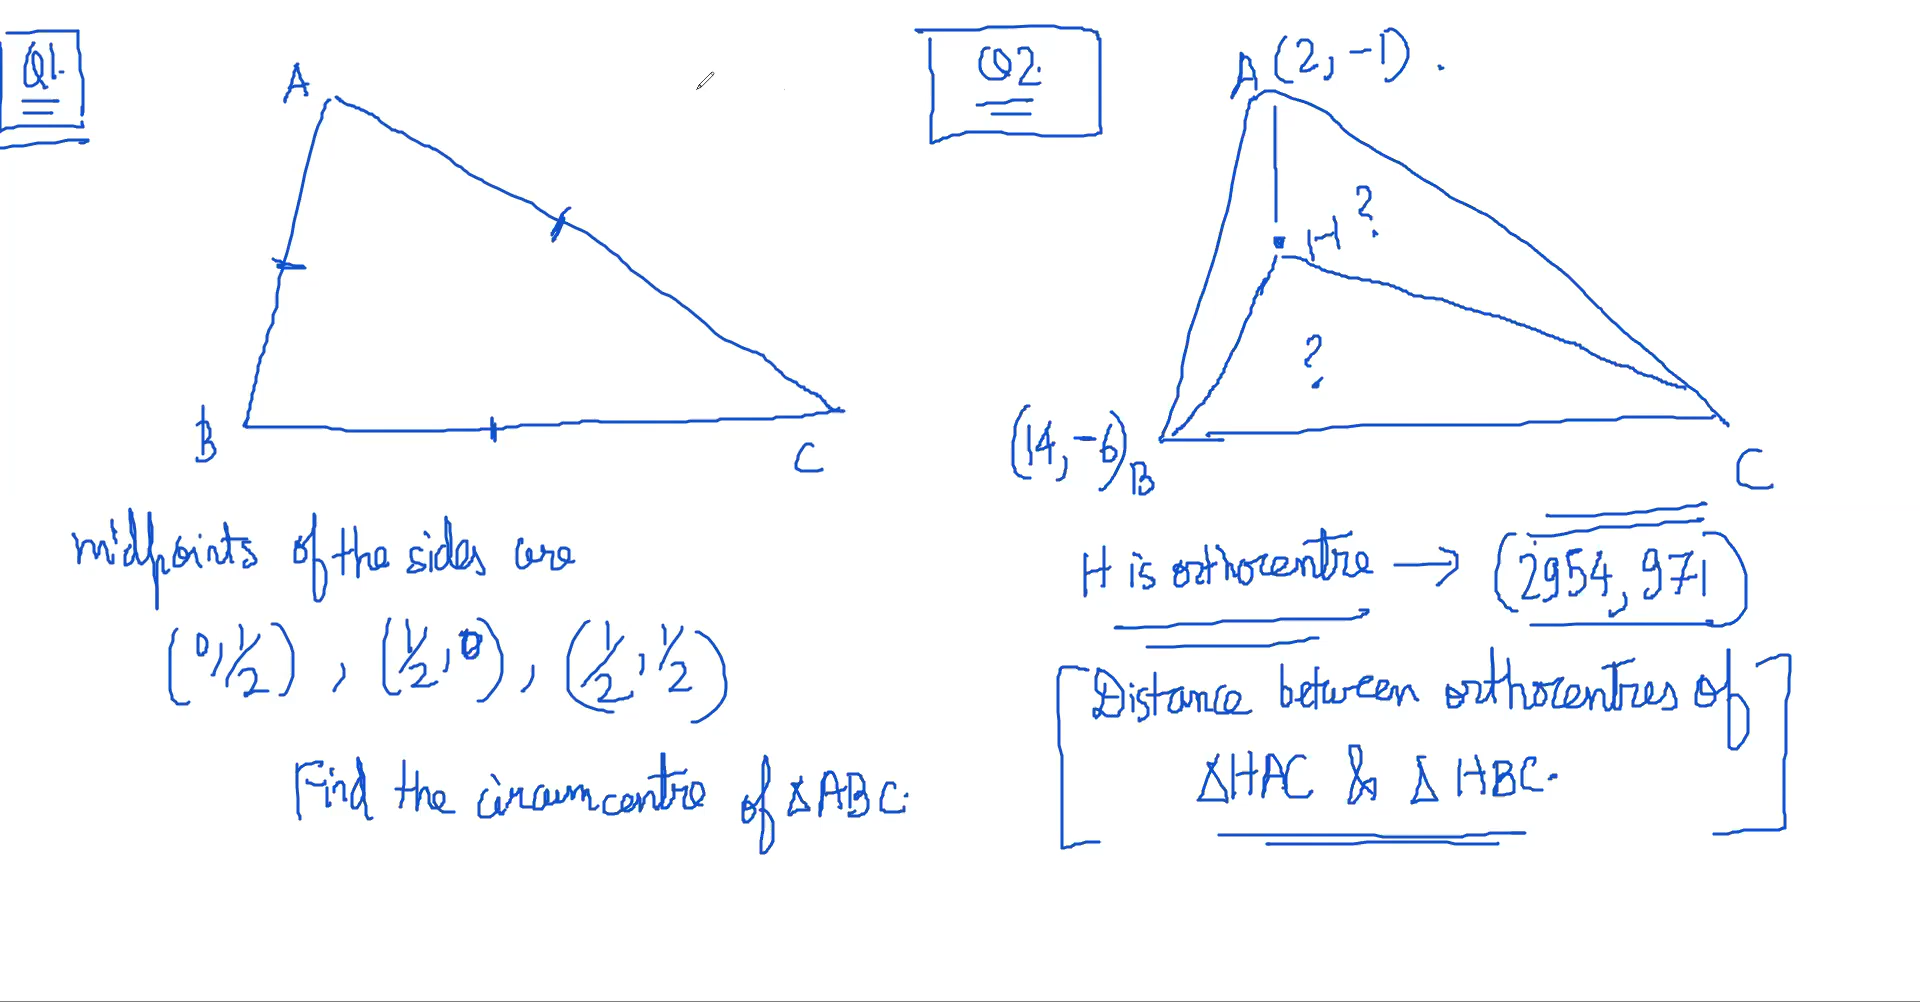 Q1.
A
B
C
midpoints of the sides are
(0, 1/2) , (1/2, 0) , (1/2, 1/2)
Find the circumcentre of ΔABC.
Q2.
A (2, -1) .
H ?
?
(14, -6) B
C
H is orthocentre → (2954, 971)
[Distance between orthocentres of
ΔHAC & Δ HBC.]